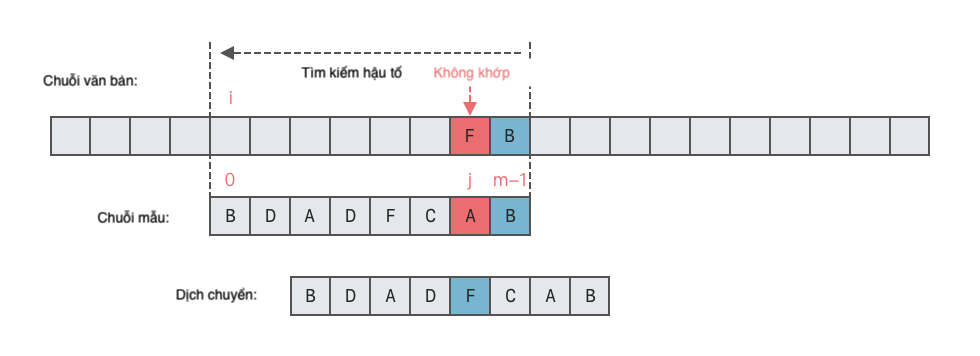 Tìm kiếm hậu tố
Không khớp
Chuỗi văn bản:
i
F B
0 j m–1
Chuỗi mẫu:
B D A D F C A B
Dịch chuyển:
B D A D F C A B